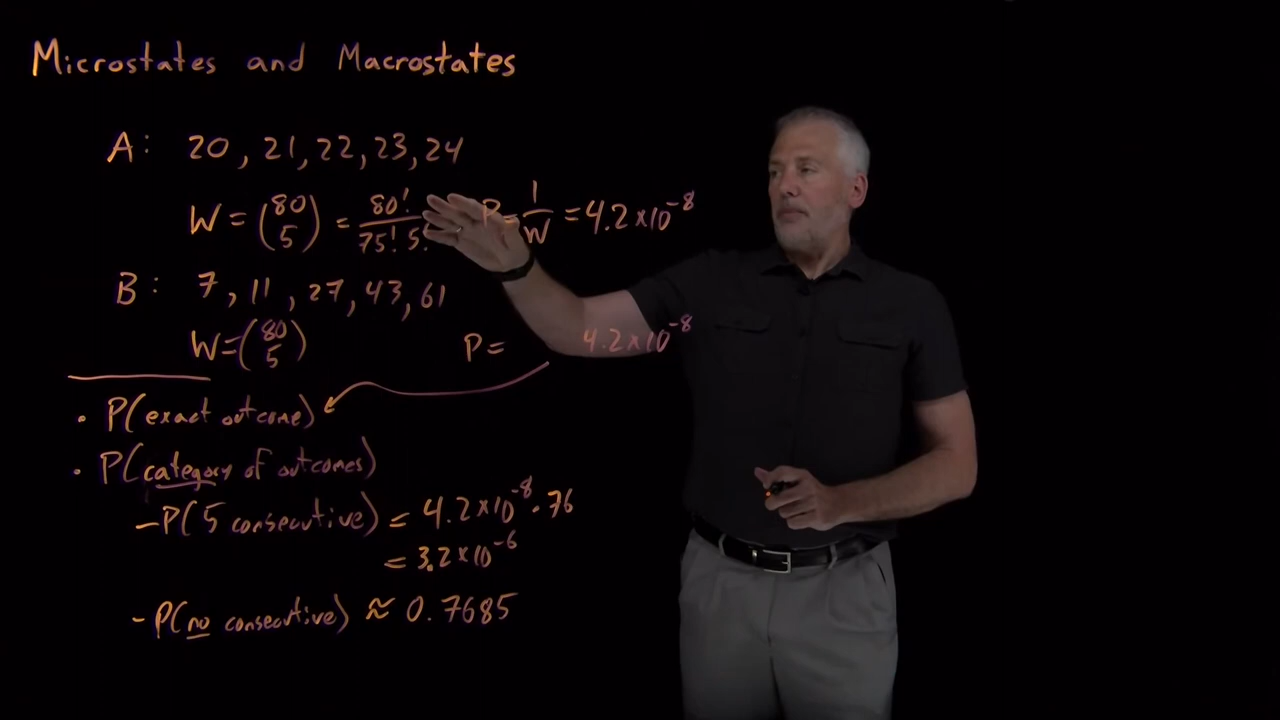 Microstates and Macrostates
A: 20, 21, 22, 23, 24
W = (80 5) = 80! / 75! 5! P = 1/W = 4.2×10⁻⁸
B: 7, 11, 27, 43, 61
W = (80 5) P = 4.2×10⁻⁸
• P(exact outcome)
• P(category of outcomes)
– P(5 consecutive) = 4.2×10⁻⁸ · 76
= 3.2×10⁻⁶
– P(no consecutive) ≈ 0.7685